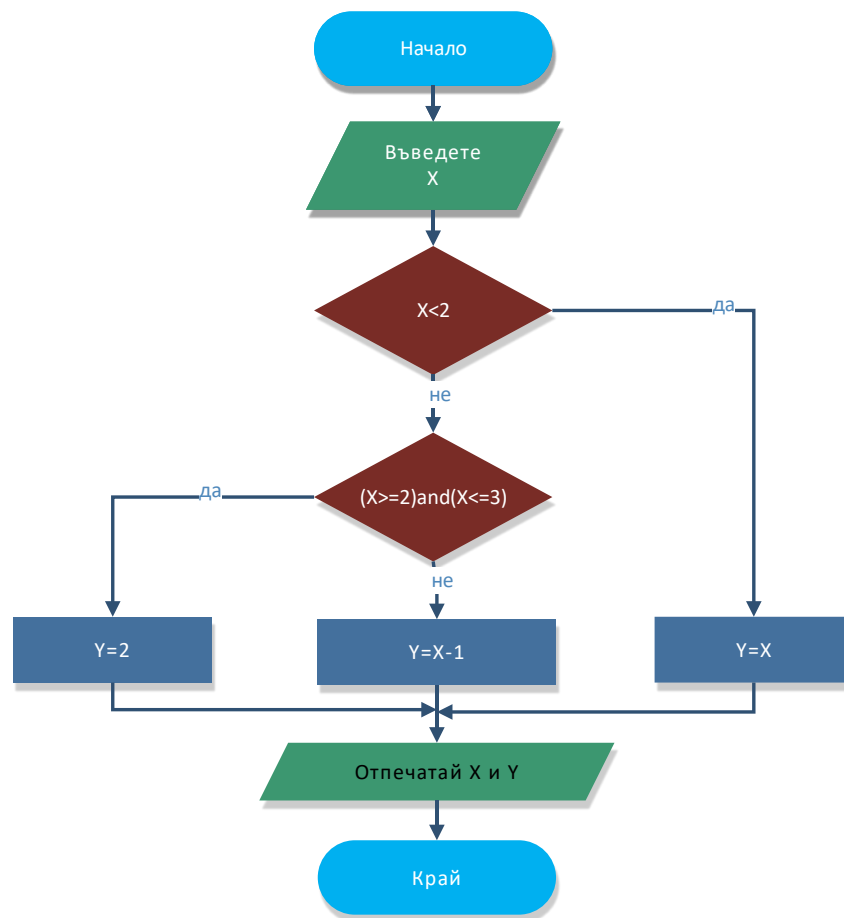 Начало
Въведете
X
X<2
да
не
(X>=2)and(X<=3)
да
не
Y=2
Y=X-1
Y=X
Отпечатай X и Y
Край